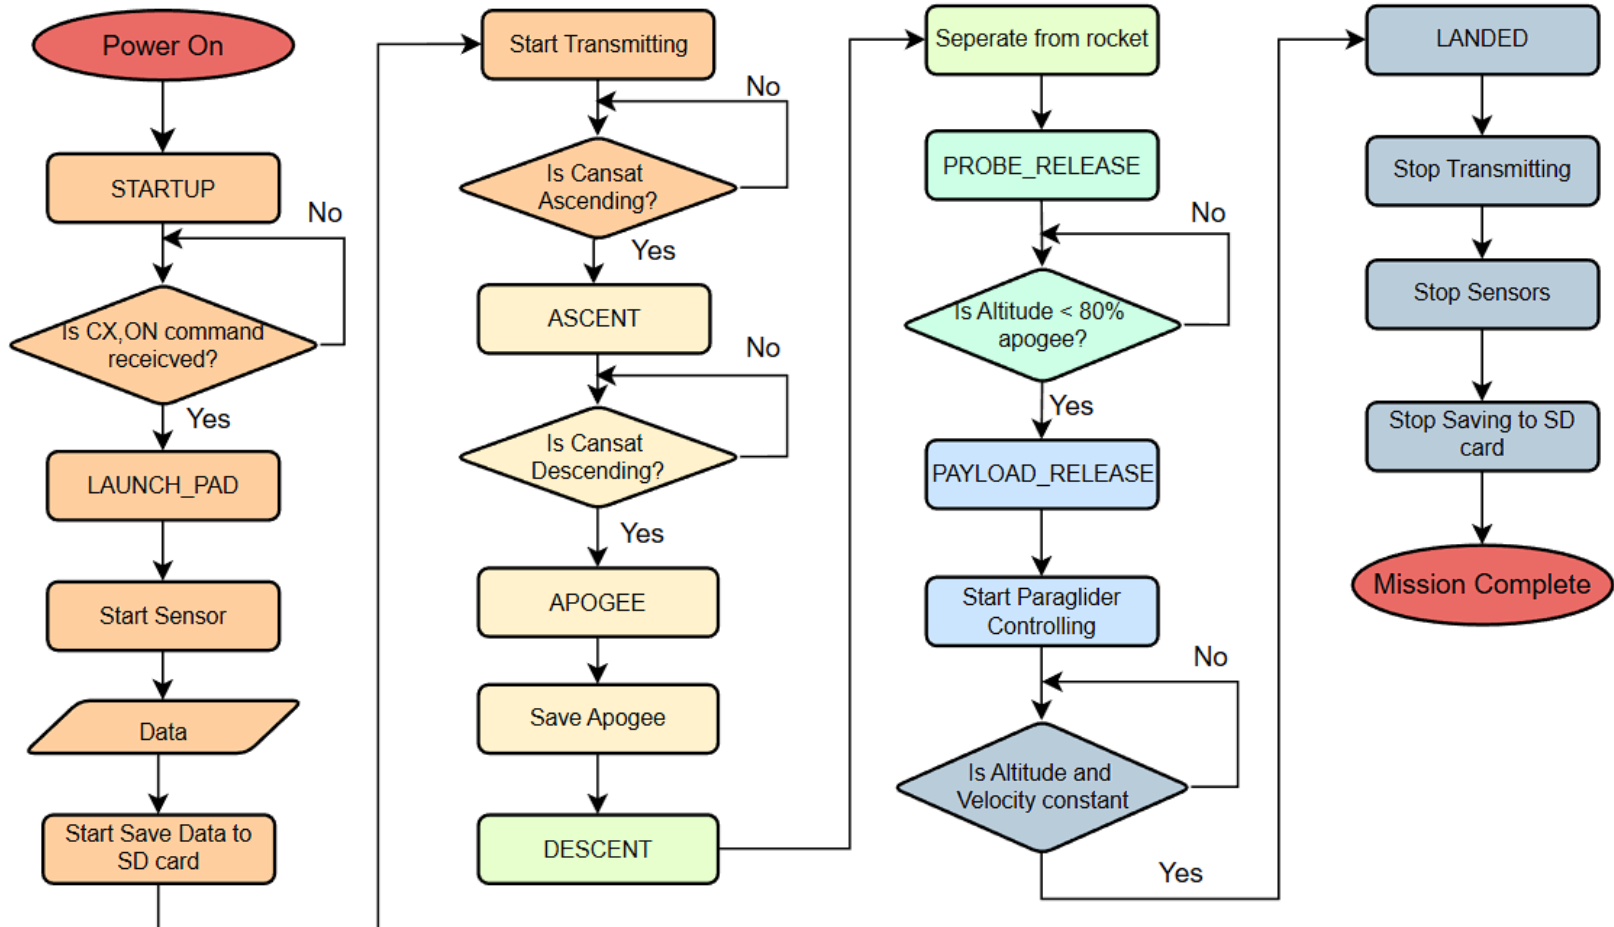 Power On
STARTUP
No
Is CX,ON command
receicved?
Yes
LAUNCH_PAD
Start Sensor
Data
Start Save Data to
SD card
Start Transmitting
No
Is Cansat
Ascending?
Yes
ASCENT
No
Is Cansat
Descending?
Yes
APOGEE
Save Apogee
DESCENT
Seperate from rocket
PROBE_RELEASE
No
Is Altitude < 80%
apogee?
Yes
PAYLOAD_RELEASE
Start Paraglider
Controlling
No
Is Altitude and
Velocity constant
Yes
LANDED
Stop Transmitting
Stop Sensors
Stop Saving to SD
card
Mission Complete